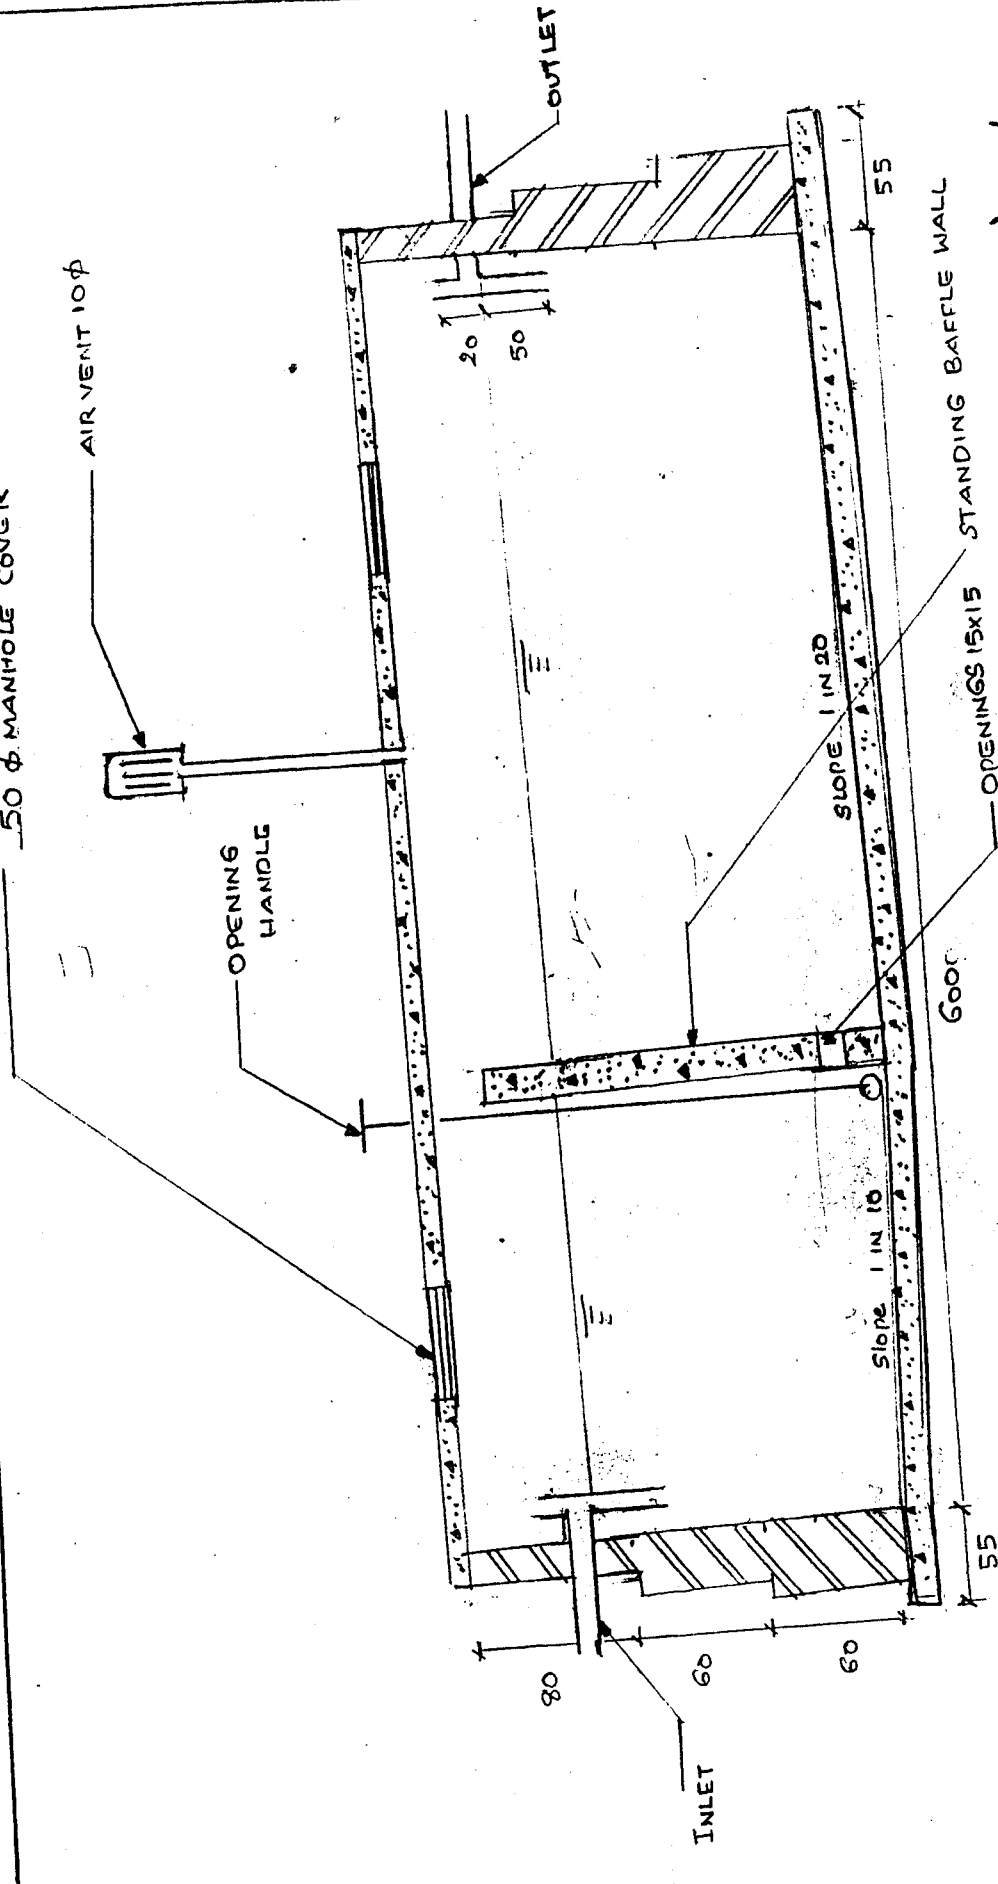 50 φ MANHOLE COVER
AIR VENT 10φ
OPENING
HANDLE
OUTLET
20
50
SLOPE 1 IN 20
Slope 1 IN 10
INLET
80
60
60
55
55
STANDING BAFFLE WALL
OPENINGS 15x15